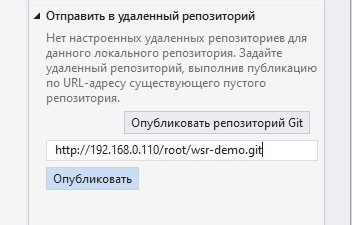 Отправить в удаленный репозиторий
Нет настроенных удаленных репозиториев для
данного локального репозитория. Задайте
удаленный репозиторий, выполнив публикацию
по URL-адресу существующего пустого
репозитория.
Опубликовать репозиторий Git
http://192.168.0.110/root/wsr-demo.git
Опубликовать